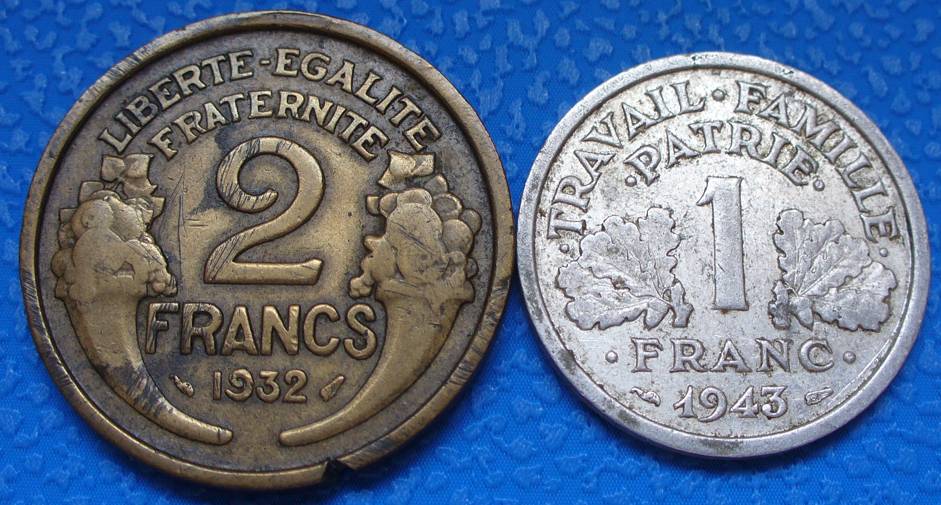 LIBERTE-EGALITE
FRATERNITE
2
FRANCS
1932
·TRAVAIL·FAMILLE·
·PATRIE·
1
·FRANC·
1943